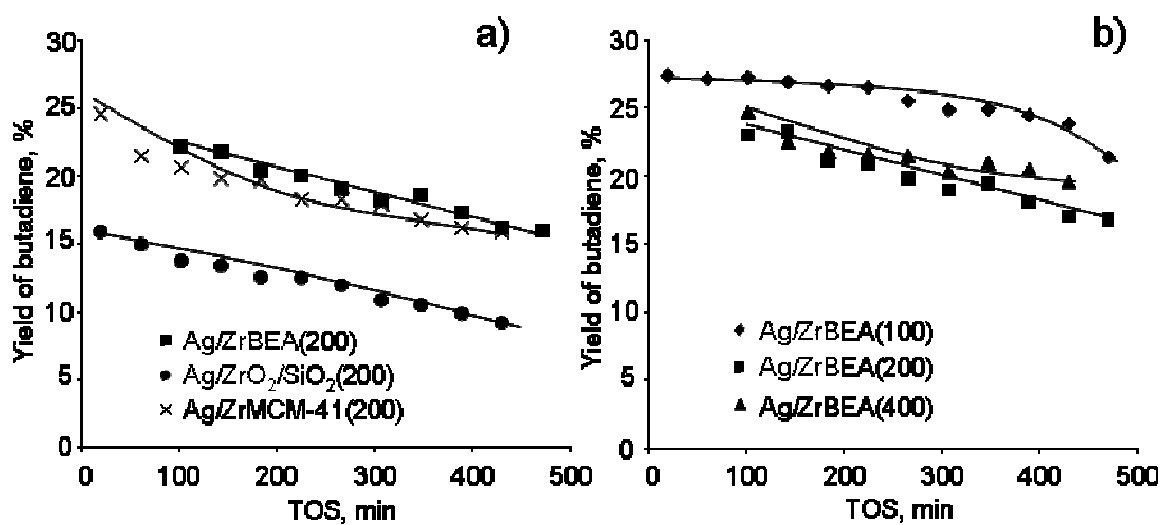 a)
30
25
20
15
10
5
0
Yield of butadiene, %
Ag/ZrBEA(200)
Ag/ZrO₂/SiO₂(200)
Ag/ZrMCM-41(200)
0 100 200 300 400 500
TOS, min
b)
30
25
20
15
10
5
0
Yield of butadiene, %
Ag/ZrBEA(100)
Ag/ZrBEA(200)
Ag/ZrBEA(400)
0 100 200 300 400 500
TOS, min